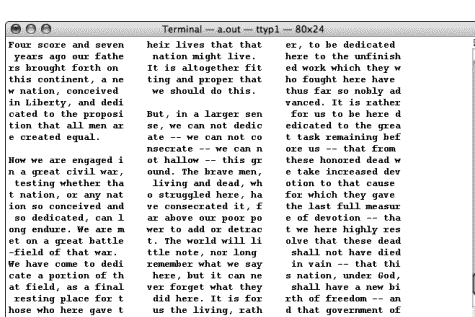 Terminal — a.out — ttyp1 — 80x24
Four score and seven
years ago our fathe
rs brought forth on
this continent, a ne
w nation, conceived
in Liberty, and dedi
cated to the proposi
tion that all men ar
e created equal.
Now we are engaged i
n a great civil war,
testing whether tha
t nation, or any nat
ion so conceived and
so dedicated, can l
ong endure. We are m
et on a great battle
-field of that war.
We have come to dedi
cate a portion of th
at field, as a final
resting place for t
hose who here gave t
heir lives that that
nation might live.
It is altogether fit
ting and proper that
we should do this.
But, in a larger sen
se, we can not dedic
ate -- we can not co
nsecrate -- we can n
ot hallow -- this gr
ound. The brave men,
living and dead, wh
o struggled here, ha
ve consecrated it, f
ar above our poor po
wer to add or detrac
t. The world will li
ttle note, nor long
remember what we say
here, but it can ne
ver forget what they
did here. It is for
us the living, rath
er, to be dedicated
here to the unfinish
ed work which they w
ho fought here have
thus far so nobly ad
vanced. It is rather
for us to be here d
edicated to the grea
t task remaining bef
ore us -- that from
these honored dead w
e take increased dev
otion to that cause
for which they gave
the last full measur
e of devotion -- tha
t we here highly res
olve that these dead
shall not have died
in vain -- that thi
s nation, under God,
shall have a new bi
rth of freedom -- an
d that government of